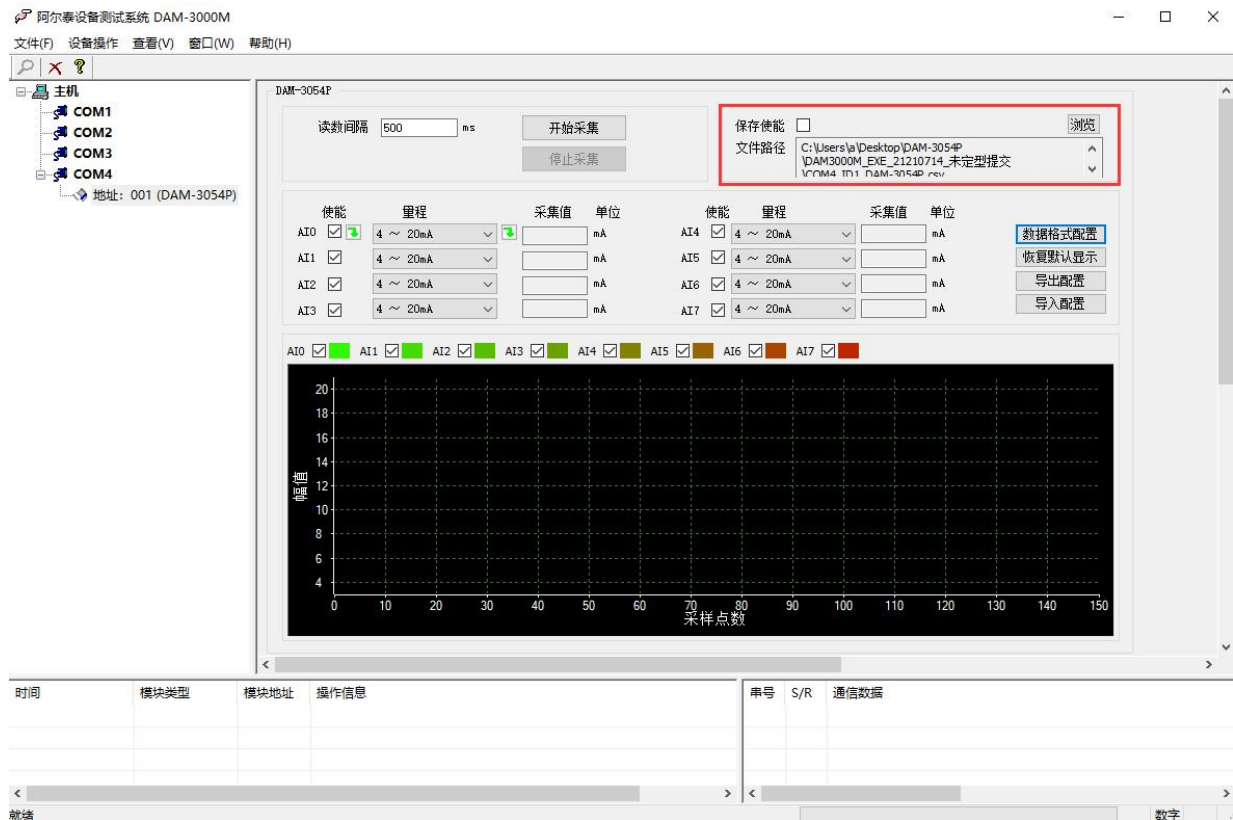 阿尔泰设备测试系统 DAM-3000M
文件(F) 设备操作 查看(V) 窗口(W) 帮助(H)
主机
COM1
COM2
COM3
COM4
地址：001 (DAM-3054P)
DAM-3054P
读数间隔 500 ms
开始采集
停止采集
保存使能
浏览
文件路径
C:\Users\a\Desktop\DAM-3054P
\DAM3000M_EXE_21210714_未定型提交
\COM4_ID1_DAM-3054P.csv
使能 量程 采集值 单位 使能 量程 采集值 单位
AI0 4 ～ 20mA mA AI4 4 ～ 20mA mA 数据格式配置
AI1 4 ～ 20mA mA AI5 4 ～ 20mA mA 恢复默认显示
AI2 4 ～ 20mA mA AI6 4 ～ 20mA mA 导出配置
AI3 4 ～ 20mA mA AI7 4 ～ 20mA mA 导入配置
AI0 AI1 AI2 AI3 AI4 AI5 AI6 AI7
20
18
16
14
12
10
8
6
4
幅值
0 10 20 30 40 50 60 70 80 90 100 110 120 130 140 150
采样点数
时间 模块类型 模块地址 操作信息
串号 S/R 通信数据
就绪
数字